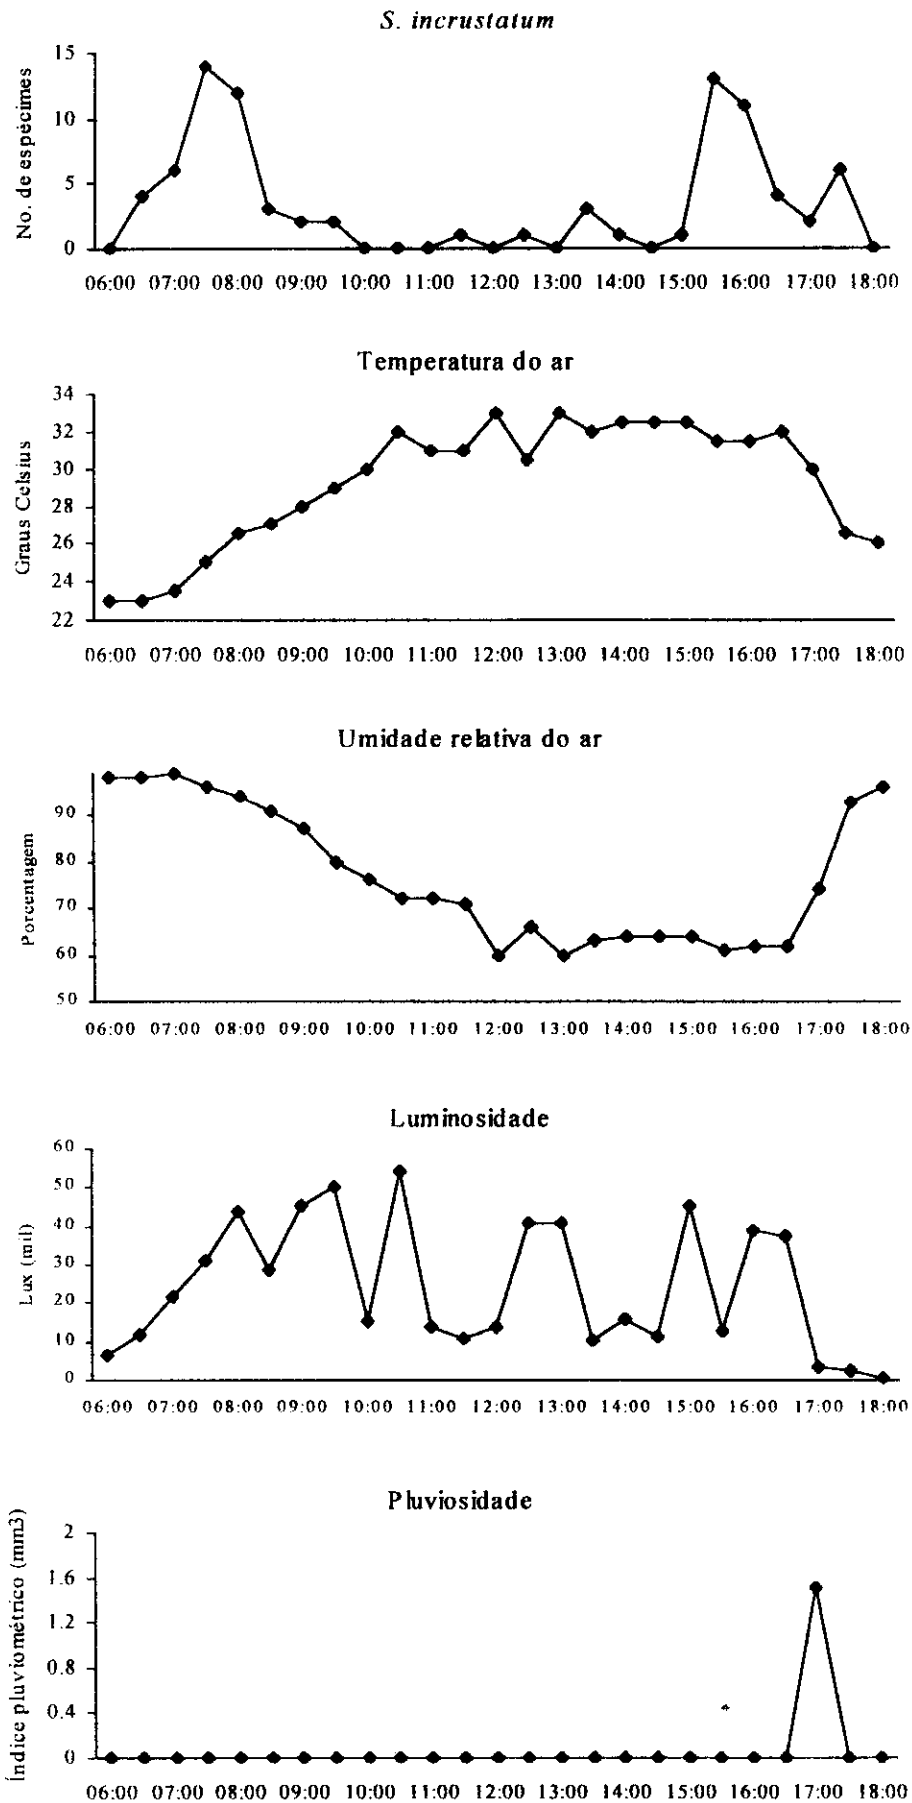 S. incrustatum
No. de espécimes
15
10
5
0
06:00 07:00 08:00 09:00 10:00 11:00 12:00 13:00 14:00 15:00 16:00 17:00 18:00
Temperatura do ar
Graus Celsius
34
32
30
28
26
24
22
06:00 07:00 08:00 09:00 10:00 11:00 12:00 13:00 14:00 15:00 16:00 17:00 18:00
Umidade relativa do ar
Porcentagem
90
80
70
60
50
06:00 07:00 08:00 09:00 10:00 11:00 12:00 13:00 14:00 15:00 16:00 17:00 18:00
Luminosidade
Lux (mil)
60
50
40
30
20
10
0
06:00 07:00 08:00 09:00 10:00 11:00 12:00 13:00 14:00 15:00 16:00 17:00 18:00
Pluviosidade
Índice pluviométrico (mm3)
2
1.6
1.2
0.8
0.4
0
06:00 07:00 08:00 09:00 10:00 11:00 12:00 13:00 14:00 15:00 16:00 17:00 18:00